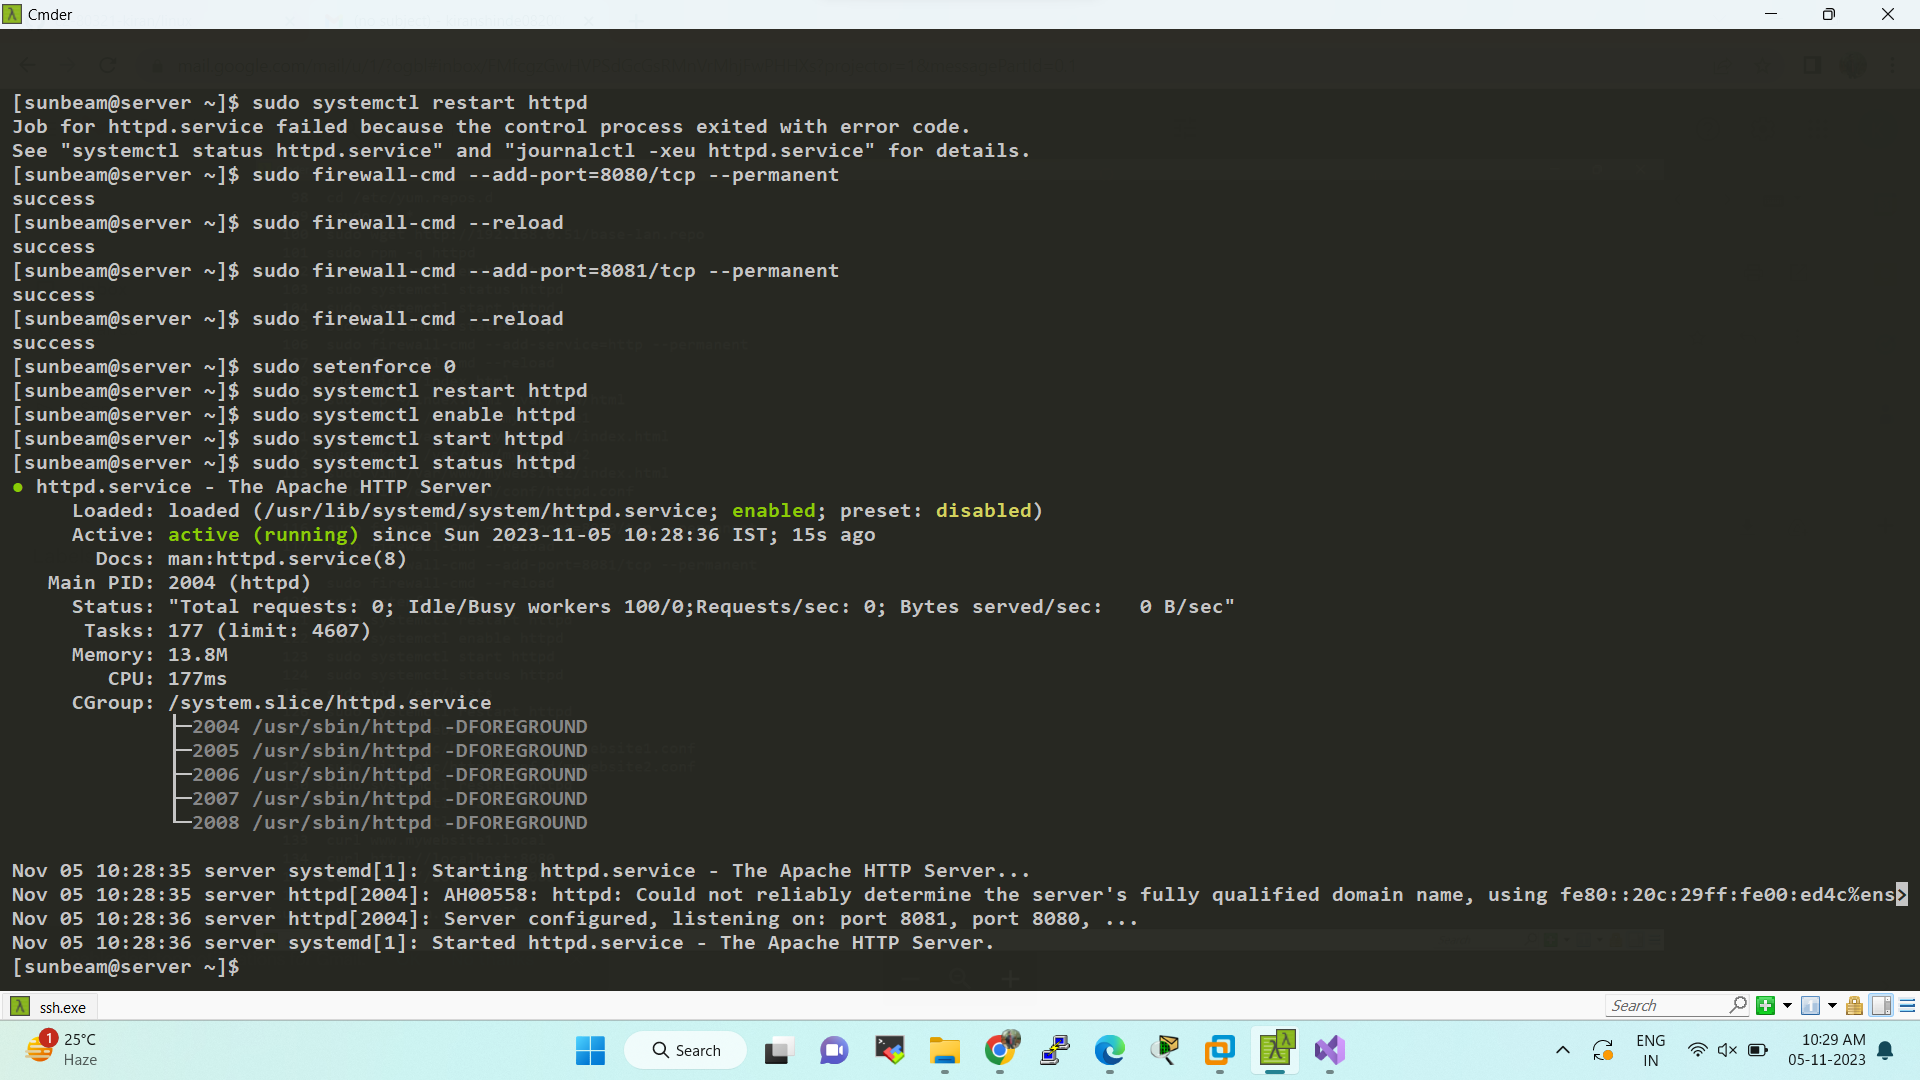 Cmder
[sunbeam@server ~]$ sudo systemctl restart httpd
Job for httpd.service failed because the control process exited with error code.
See "systemctl status httpd.service" and "journalctl -xeu httpd.service" for details.
[sunbeam@server ~]$ sudo firewall-cmd --add-port=8080/tcp --permanent
success
[sunbeam@server ~]$ sudo firewall-cmd --reload
success
[sunbeam@server ~]$ sudo firewall-cmd --add-port=8081/tcp --permanent
success
[sunbeam@server ~]$ sudo firewall-cmd --reload
success
[sunbeam@server ~]$ sudo setenforce 0
[sunbeam@server ~]$ sudo systemctl restart httpd
[sunbeam@server ~]$ sudo systemctl enable httpd
[sunbeam@server ~]$ sudo systemctl start httpd
[sunbeam@server ~]$ sudo systemctl status httpd
● httpd.service - The Apache HTTP Server
     Loaded: loaded (/usr/lib/systemd/system/httpd.service; enabled; preset: disabled)
     Active: active (running) since Sun 2023-11-05 10:28:36 IST; 15s ago
       Docs: man:httpd.service(8)
   Main PID: 2004 (httpd)
     Status: "Total requests: 0; Idle/Busy workers 100/0;Requests/sec: 0; Bytes served/sec:   0 B/sec"
      Tasks: 177 (limit: 4607)
     Memory: 13.8M
        CPU: 177ms
     CGroup: /system.slice/httpd.service
             ├─2004 /usr/sbin/httpd -DFOREGROUND
             ├─2005 /usr/sbin/httpd -DFOREGROUND
             ├─2006 /usr/sbin/httpd -DFOREGROUND
             ├─2007 /usr/sbin/httpd -DFOREGROUND
             └─2008 /usr/sbin/httpd -DFOREGROUND
Nov 05 10:28:35 server systemd[1]: Starting httpd.service - The Apache HTTP Server...
Nov 05 10:28:35 server httpd[2004]: AH00558: httpd: Could not reliably determine the server's fully qualified domain name, using fe80::20c:29ff:fe00:ed4c%ens>
Nov 05 10:28:36 server httpd[2004]: Server configured, listening on: port 8081, port 8080, ...
Nov 05 10:28:36 server systemd[1]: Started httpd.service - The Apache HTTP Server.
[sunbeam@server ~]$
ssh.exe
Search
1
25°C
Haze
Search
ENG
IN
10:29 AM
05-11-2023